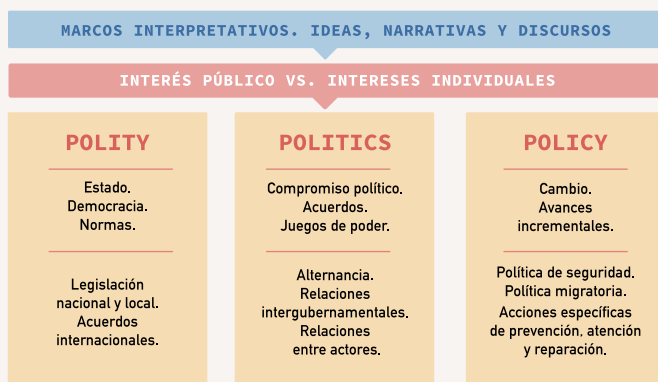 MARCOS INTERPRETATIVOS. IDEAS, NARRATIVAS Y DISCURSOS
INTERÉS PÚBLICO VS. INTERESES INDIVIDUALES
POLITY
Estado.
Democracia.
Normas.
Legislación
nacional y local.
Acuerdos
internacionales.
POLITICS
Compromiso político.
Acuerdos.
Juegos de poder.
Alternancia.
Relaciones
intergubernamentales.
Relaciones
entre actores.
POLICY
Cambio.
Avances
incrementales.
Política de seguridad.
Política migratoria.
Acciones específicas
de prevención, atención
y reparación.